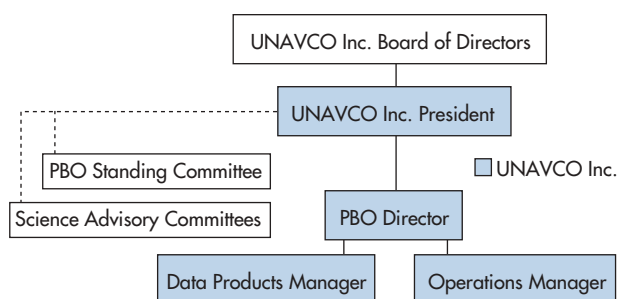 UNAVCO Inc. Board of Directors
UNAVCO Inc. President
PBO Standing Committee
UNAVCO Inc.
Science Advisory Committees
PBO Director
Data Products Manager
Operations Manager